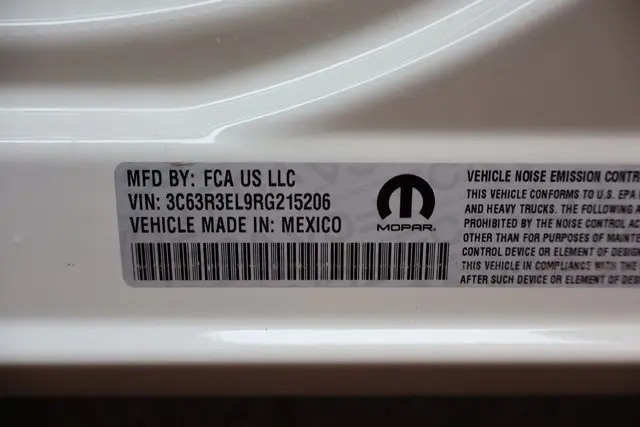 MFD BY: FCA US LLC
VIN: 3C63R3EL9RG215206
VEHICLE MADE IN: MEXICO
MOPAR
VEHICLE NOISE EMISSION CONTR
THIS VEHICLE CONFORMS TO U.S. EPA
AND HEAVY TRUCKS. THE FOLLOWING A
PROHIBITED BY THE NOISE CONTROL AC
OTHER THAN FOR PURPOSES OF MAINTE
CONTROL DEVICE OR ELEMENT OF DESIG
THIS VEHICLE IN COMPLIANCE WITH THE
AFTER SUCH DEVICE OR ELEMENT OF DES